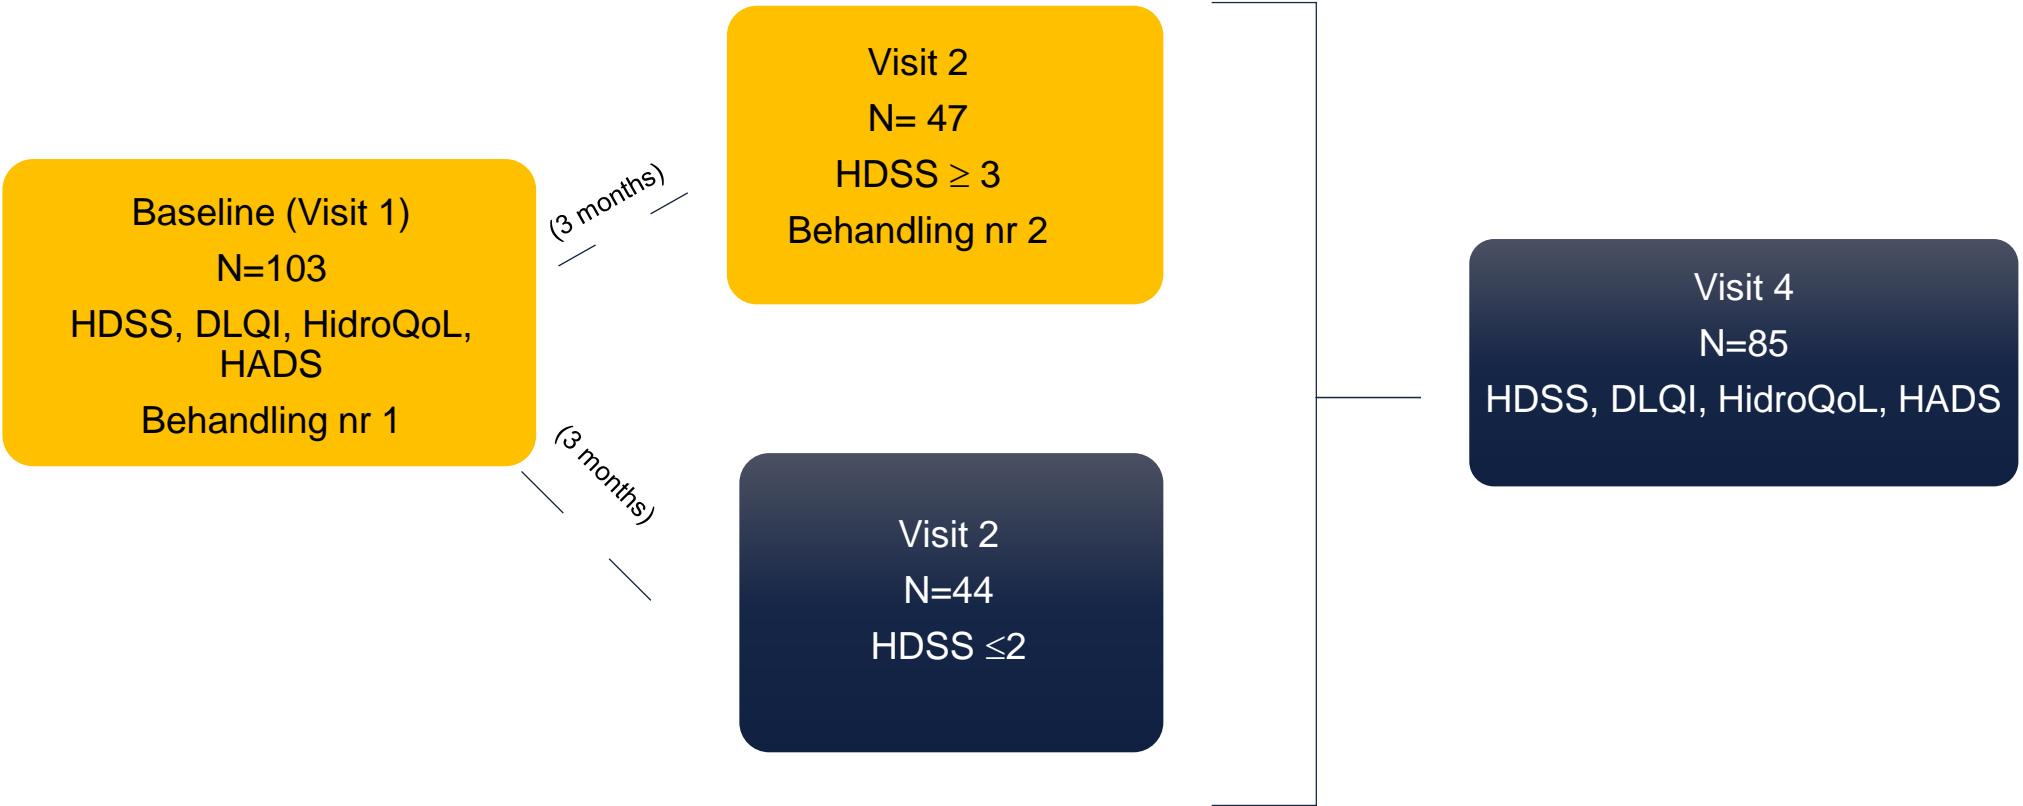 Baseline (Visit 1)
N=103
HDSS, DLQI, HidroQoL,
HADS
Behandling nr 1
(3 months)
(3 months)
Visit 2
N= 47
HDSS ≥ 3
Behandling nr 2
Visit 2
N=44
HDSS ≤2
Visit 4
N=85
HDSS, DLQI, HidroQoL, HADS